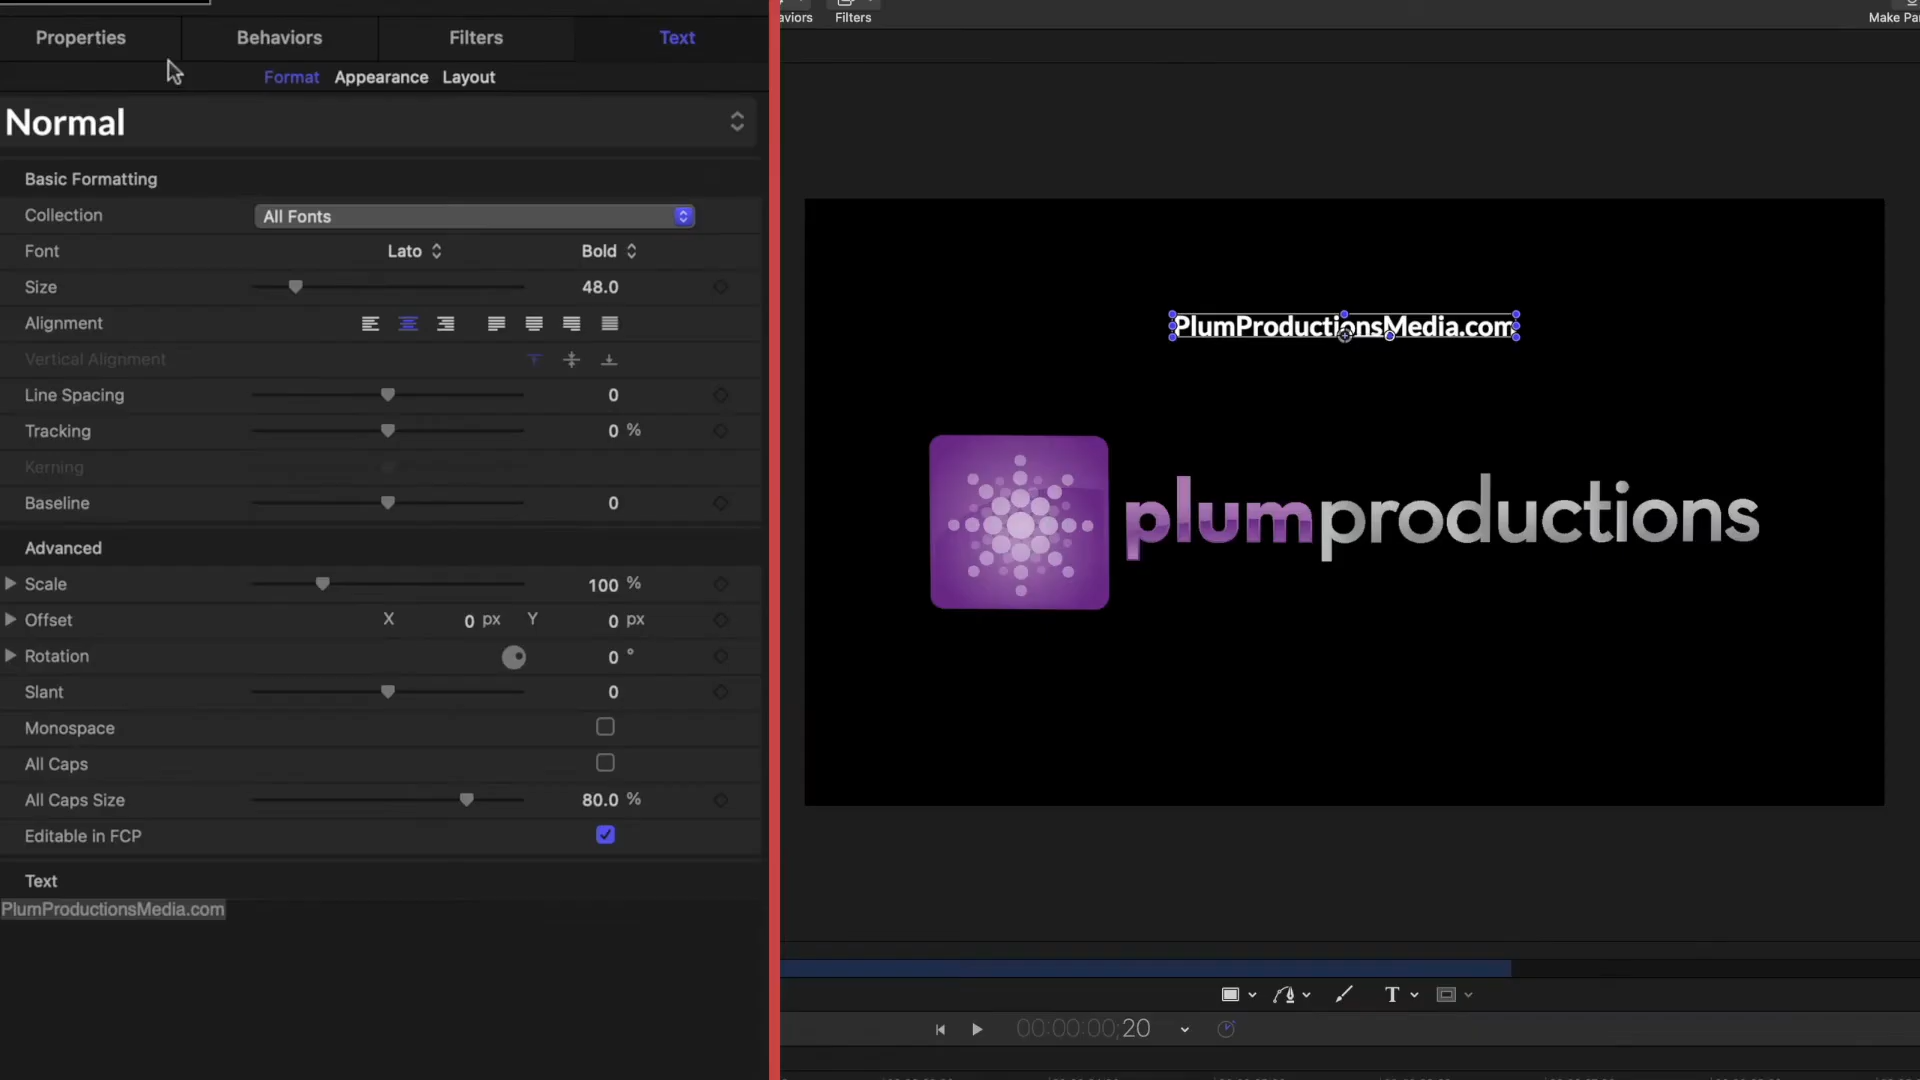 Properties
Behaviors
Filters
Text
Format
Appearance
Layout
Normal
Basic Formatting
Collection
All Fonts
Font
Lato
Bold
Size
48.0
Alignment
Vertical Alignment
Line Spacing
0
Tracking
0 %
Kerning
Baseline
0
Advanced
Scale
100 %
Offset
X 0 px Y 0 px
Rotation
0 °
Slant
0
Monospace
All Caps
All Caps Size
80.0 %
Editable in FCP
Text
PlumProductionsMedia.com
aviors
Filters
Make Pa
PlumProductionsMedia.com
plumproductions
T
00:00:00;20